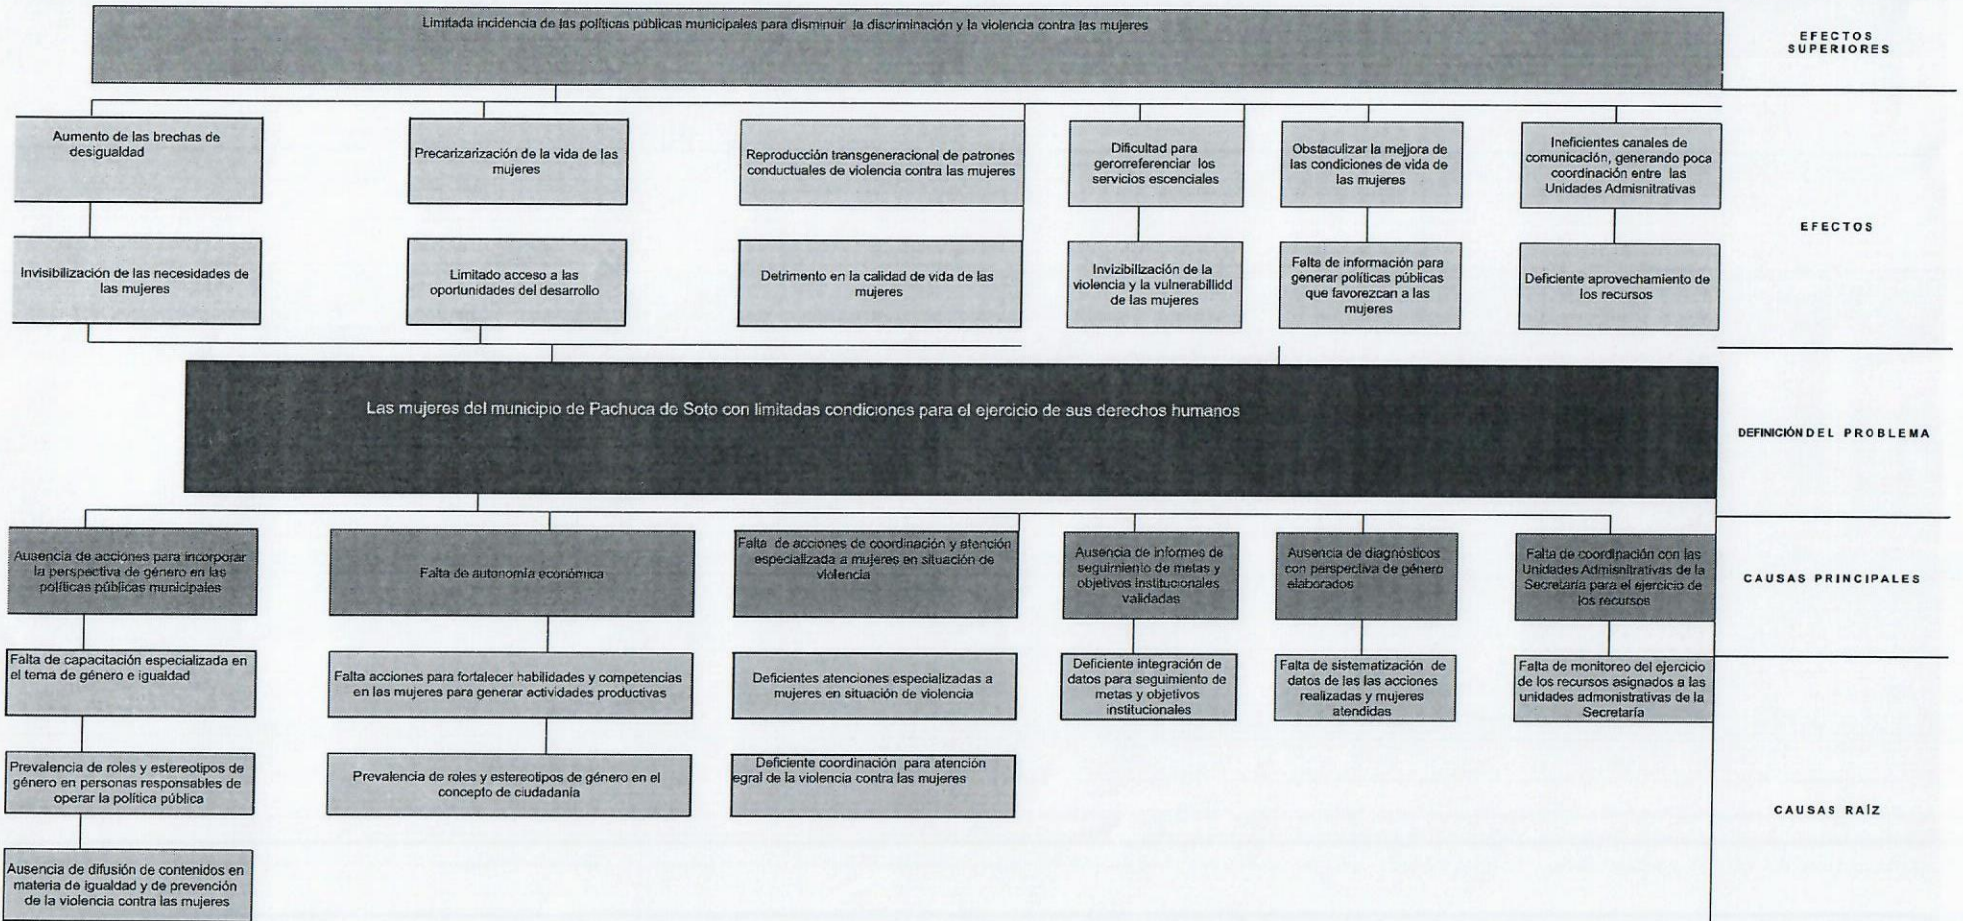 Limitada incidencia de las políticas públicas municipales para disminuir la discriminación y la violencia contra las mujeres
EFECTOS
SUPERIORES
Aumento de las brechas de
desigualdad
Precarizarización de la vida de las
mujeres
Reproducción transgeneracional de patrones
conductuales de violencia contra las mujeres
Dificultad para
gerorreferenciar los
servicios escenciales
Obstaculizar la mejjora de
las condiciones de vida de
las mujeres
Ineficientes canales de
comunicación, generando poca
coordinación entre las
Unidades Admisnitrativas
EFECTOS
Invisibilización de las necesidades de
las mujeres
Limitado acceso a las
oportunidades del desarrollo
Detrimento en la calidad de vida de las
mujeres
Invizibilización de la
violencia y la vulnerabillidd
de las mujeres
Falta de información para
generar políticas públicas
que favorezcan a las
mujeres
Deficiente aprovechamiento de
los recursos
Las mujeres del municipio de Pachuca de Soto con limitadas condiciones para el ejercicio de sus derechos humanos
DEFINICIÓN DEL PROBLEMA
Ausencia de acciones para incorporar
la perspectiva de género en las
políticas públicas municipales
Falta de autonomía económica
Falta de acciones de coordinación y atención
especializada a mujeres en situación de
violencia
Ausencia de informes de
seguimiento de metas y
objetivos institucionales
validadas
Ausencia de diagnósticos
con perspectiva de género
elaborados
Falta de coordinación con las
Unidades Admisnitrativas de la
Secretaría para el ejercicio de
los recursos
CAUSAS PRINCIPALES
Falta de capacitación especializada en
el tema de género e igualdad
Falta acciones para fortalecer habilidades y competencias
en las mujeres para generar actividades productivas
Deficientes atenciones especializadas a
mujeres en situación de violencia
Deficiente integración de
datos para seguimiento de
metas y objetivos
institucionales
Falta de sistematización de
datos de las las acciones
realizadas y mujeres
atendidas
Falta de monitoreo del ejercicio
de los recursos asignados a las
unidades admonistrativas de la
Secretaría
Prevalencia de roles y estereotipos de
género en personas responsables de
operar la política pública
Prevalencia de roles y estereotipos de género en el
concepto de ciudadanía
Deficiente coordinación para atención
egral de la violencia contra las mujeres
CAUSAS RAÍZ
Ausencia de difusión de contenidos en
materia de igualdad y de prevención
de la violencia contra las mujeres